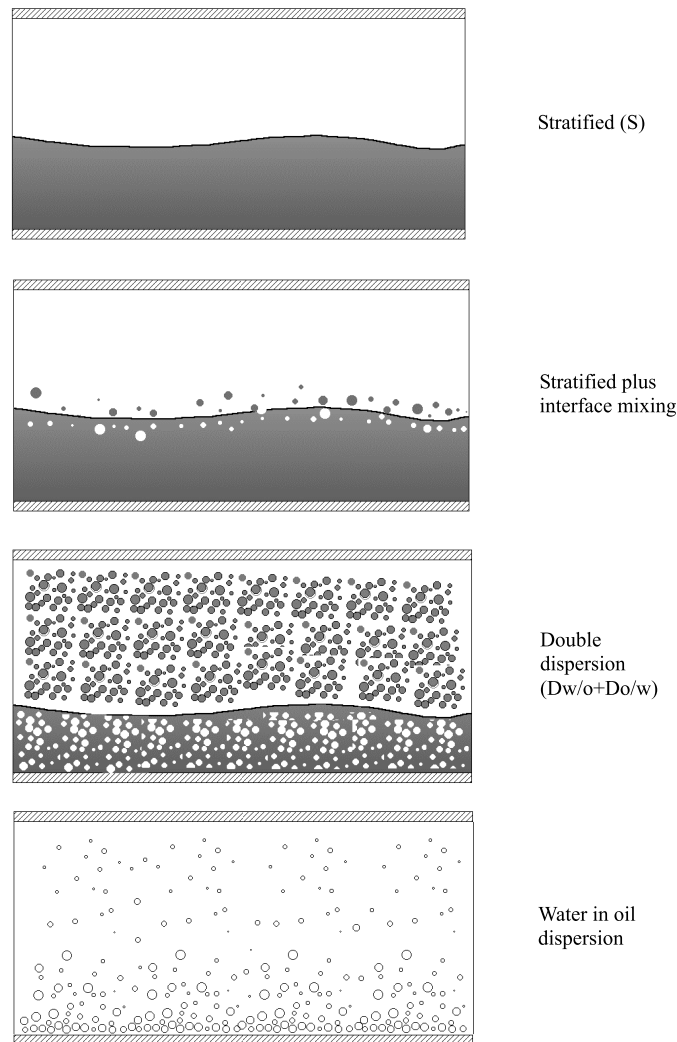 Stratified (S)
Stratified plus
interface mixing
Double
dispersion
(Dw/o+Do/w)
Water in oil
dispersion